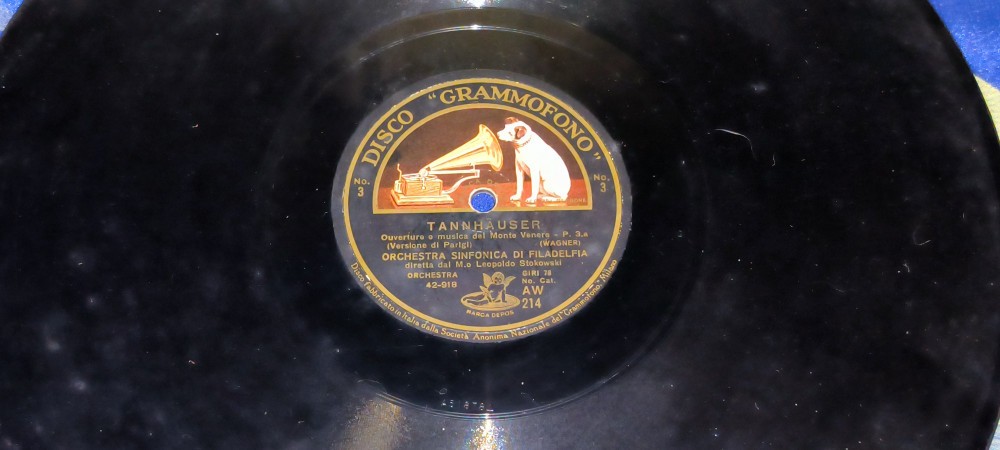 DISCO "GRAMMOFONO"
No. 3
No. 3
TANNHÄUSER
Ouverture e musica del Monte Venere - P. 3.a
(Versione di Parigi) (WAGNER)
ORCHESTRA SINFONICA DI FILADELFIA
diretta dal M.o Leopoldo Stokowski
ORCHESTRA
42-918
GIRI 78
No. Cat.
AW
214
MARCA DEPOS.
Disco fabbricato in Italia dalla Società Anonima Nazionale del "Grammofono" Milano